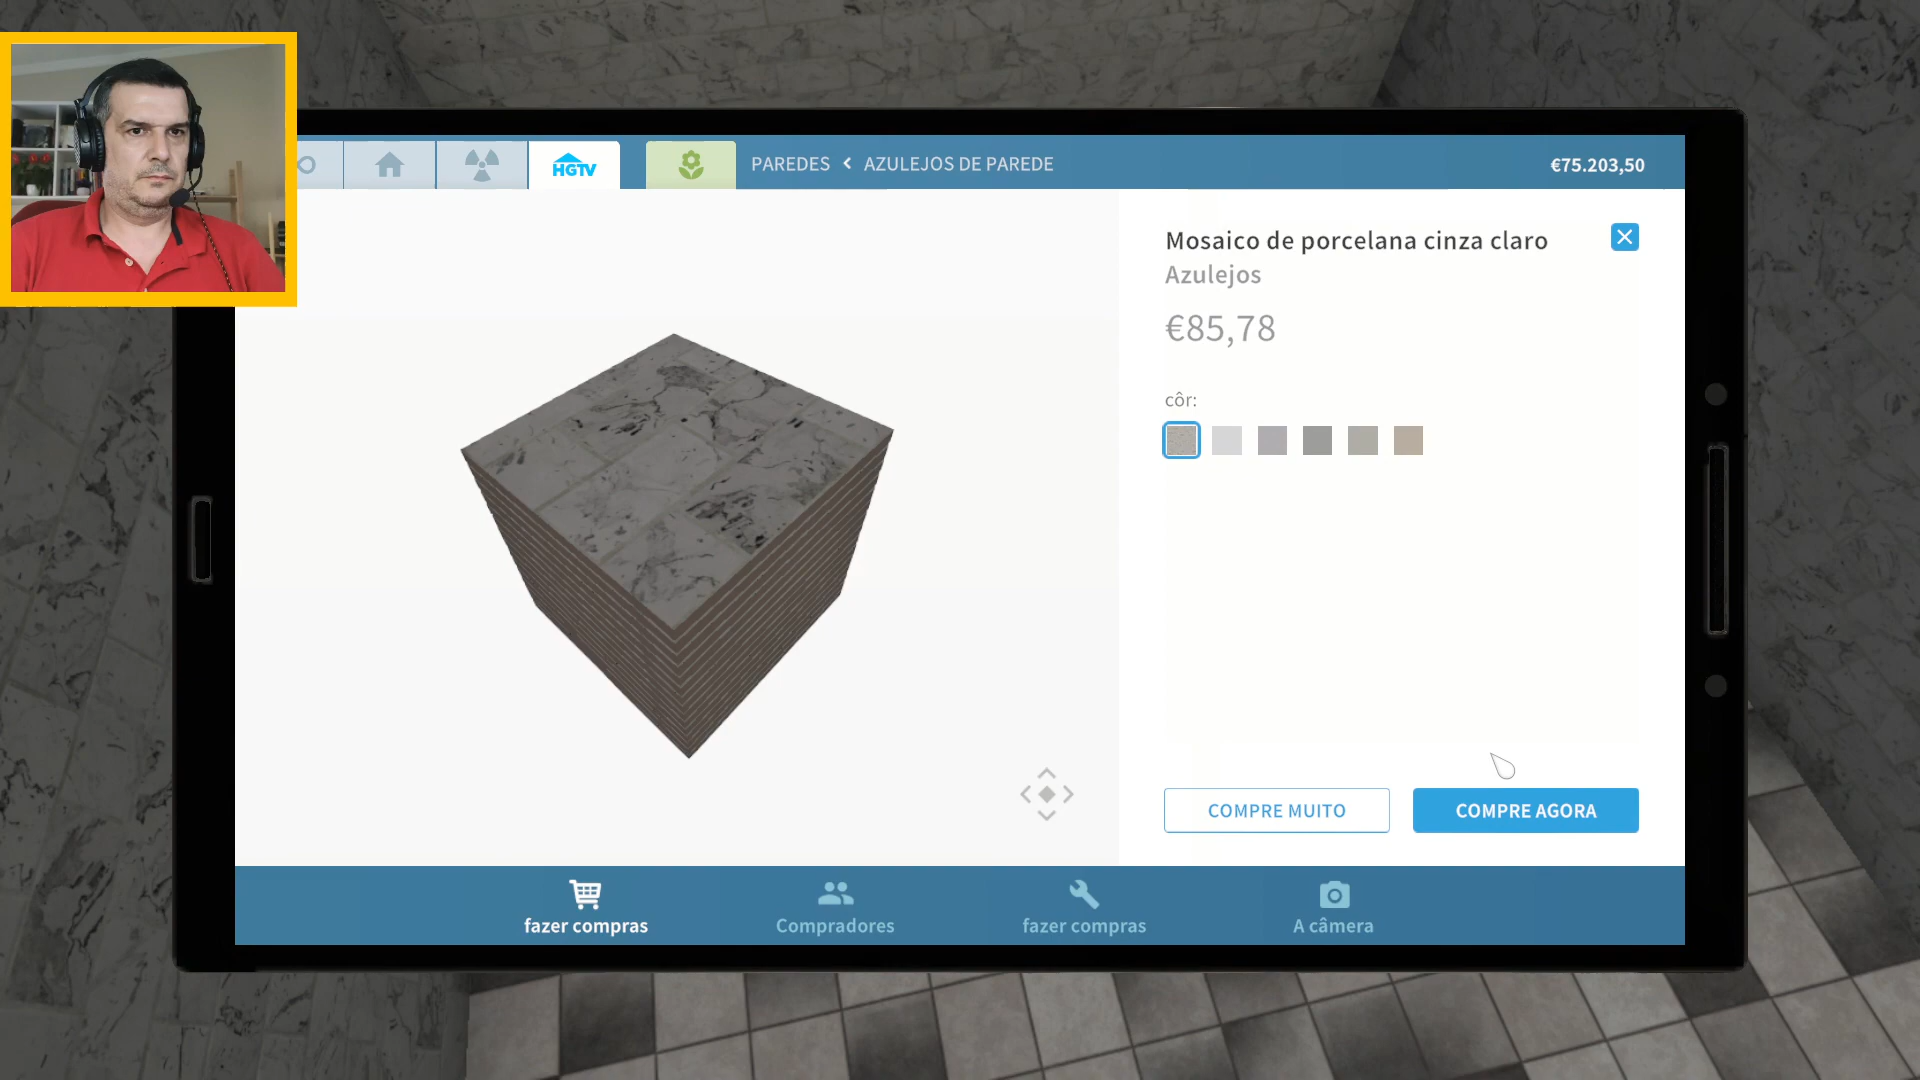 HGTV
PAREDES < AZULEJOS DE PAREDE
€75.203,50
Mosaico de porcelana cinza claro
Azulejos
€85,78
côr:
COMPRE MUITO
COMPRE AGORA
fazer compras
Compradores
fazer compras
A câmera